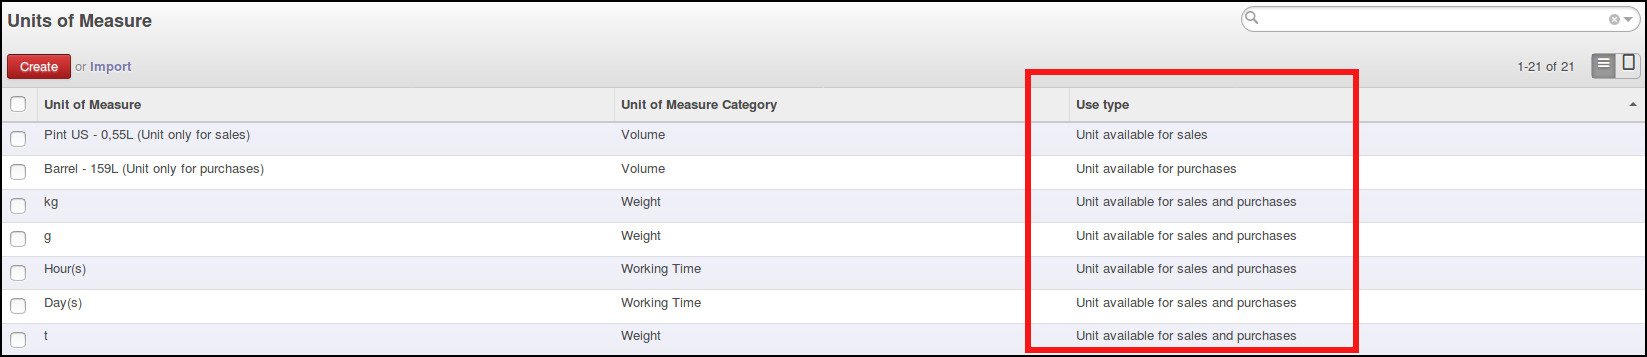 Units of Measure
Create or Import
1-21 of 21
Unit of Measure Unit of Measure Category Use type
Pint US - 0,55L (Unit only for sales) Volume Unit available for sales
Barrel - 159L (Unit only for purchases) Volume Unit available for purchases
kg Weight Unit available for sales and purchases
g Weight Unit available for sales and purchases
Hour(s) Working Time Unit available for sales and purchases
Day(s) Working Time Unit available for sales and purchases
t Weight Unit available for sales and purchases